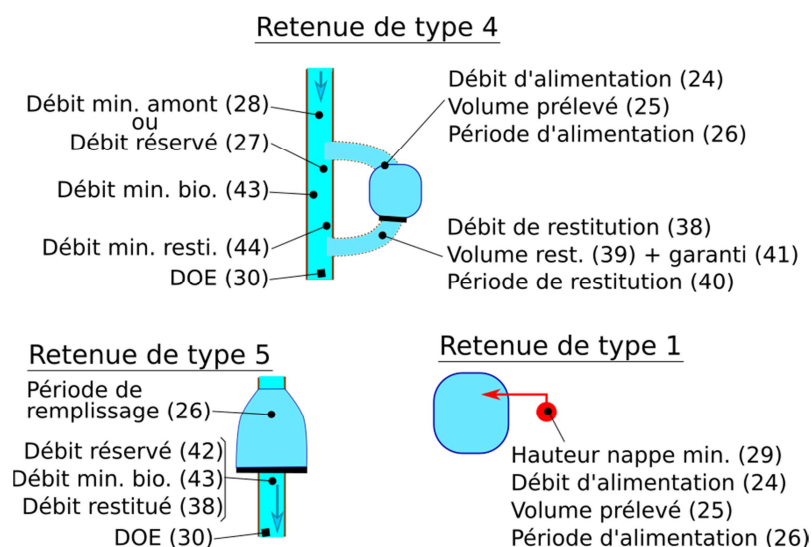 Retenue de type 4
Débit min. amont (28)
ou
Débit réservé (27)
Débit min. bio. (43)
Débit min. resti. (44)
DOE (30)
Débit d'alimentation (24)
Volume prélevé (25)
Période d'alimentation (26)
Débit de restitution (38)
Volume rest. (39) + garanti (41)
Période de restitution (40)
Retenue de type 5
Période de
remplissage (26)
Débit réservé (42)
Débit min. bio. (43)
Débit restitué (38)
DOE (30)
Retenue de type 1
Hauteur nappe min. (29)
Débit d'alimentation (24)
Volume prélevé (25)
Période d'alimentation (26)